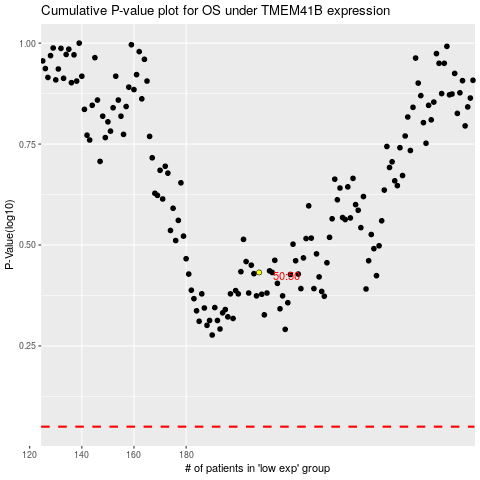 Cumulative P-value plot for OS under TMEM41B expression
P-Value(log10)
1.00
0.75
0.50
0.25
50:50
120 140 160 180
# of patients in 'low exp' group